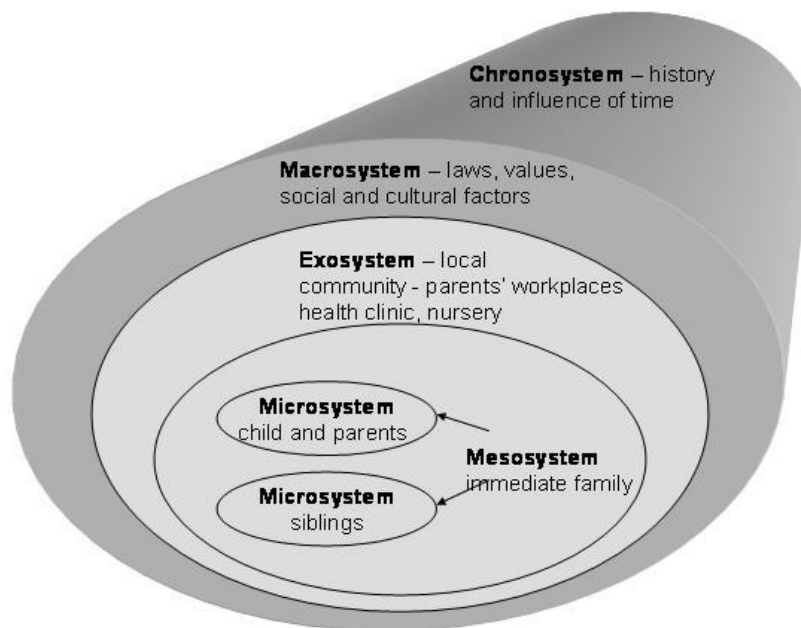 Chronosystem – history
and influence of time
Macrosystem – laws, values,
social and cultural factors
Exosystem – local
community - parents' workplaces
health clinic, nursery
Microsystem
child and parents
Mesosystem
immediate family
Microsystem
siblings